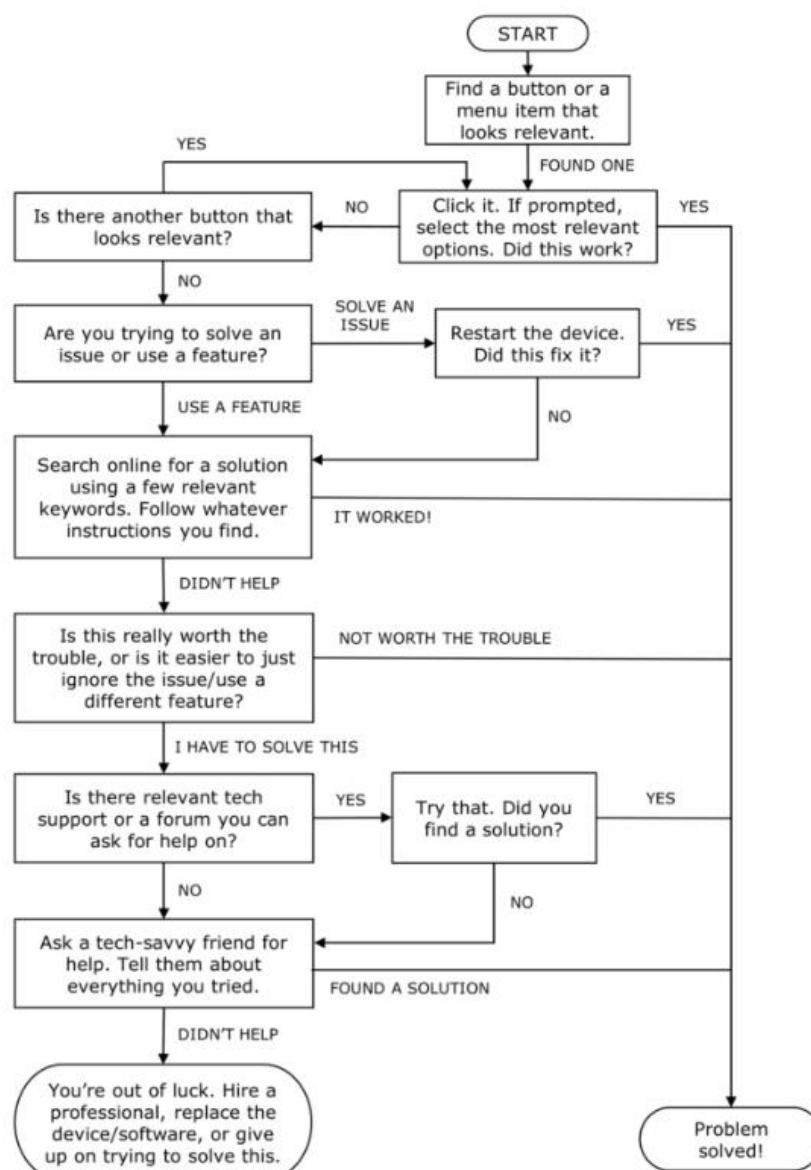 START
Find a button or a
menu item that
looks relevant.
YES
FOUND ONE
Is there another button that
looks relevant?
NO
Click it. If prompted,
select the most relevant
options. Did this work?
YES
NO
Are you trying to solve an
issue or use a feature?
SOLVE AN
ISSUE
Restart the device.
Did this fix it?
YES
USE A FEATURE
NO
Search online for a solution
using a few relevant
keywords. Follow whatever
instructions you find.
IT WORKED!
DIDN'T HELP
Is this really worth the
trouble, or is it easier to just
ignore the issue/use a
different feature?
NOT WORTH THE TROUBLE
I HAVE TO SOLVE THIS
Is there relevant tech
support or a forum you can
ask for help on?
YES
Try that. Did you
find a solution?
YES
NO
NO
Ask a tech-savvy friend for
help. Tell them about
everything you tried.
FOUND A SOLUTION
DIDN'T HELP
You're out of luck. Hire a
professional, replace the
device/software, or give
up on trying to solve this.
Problem
solved!